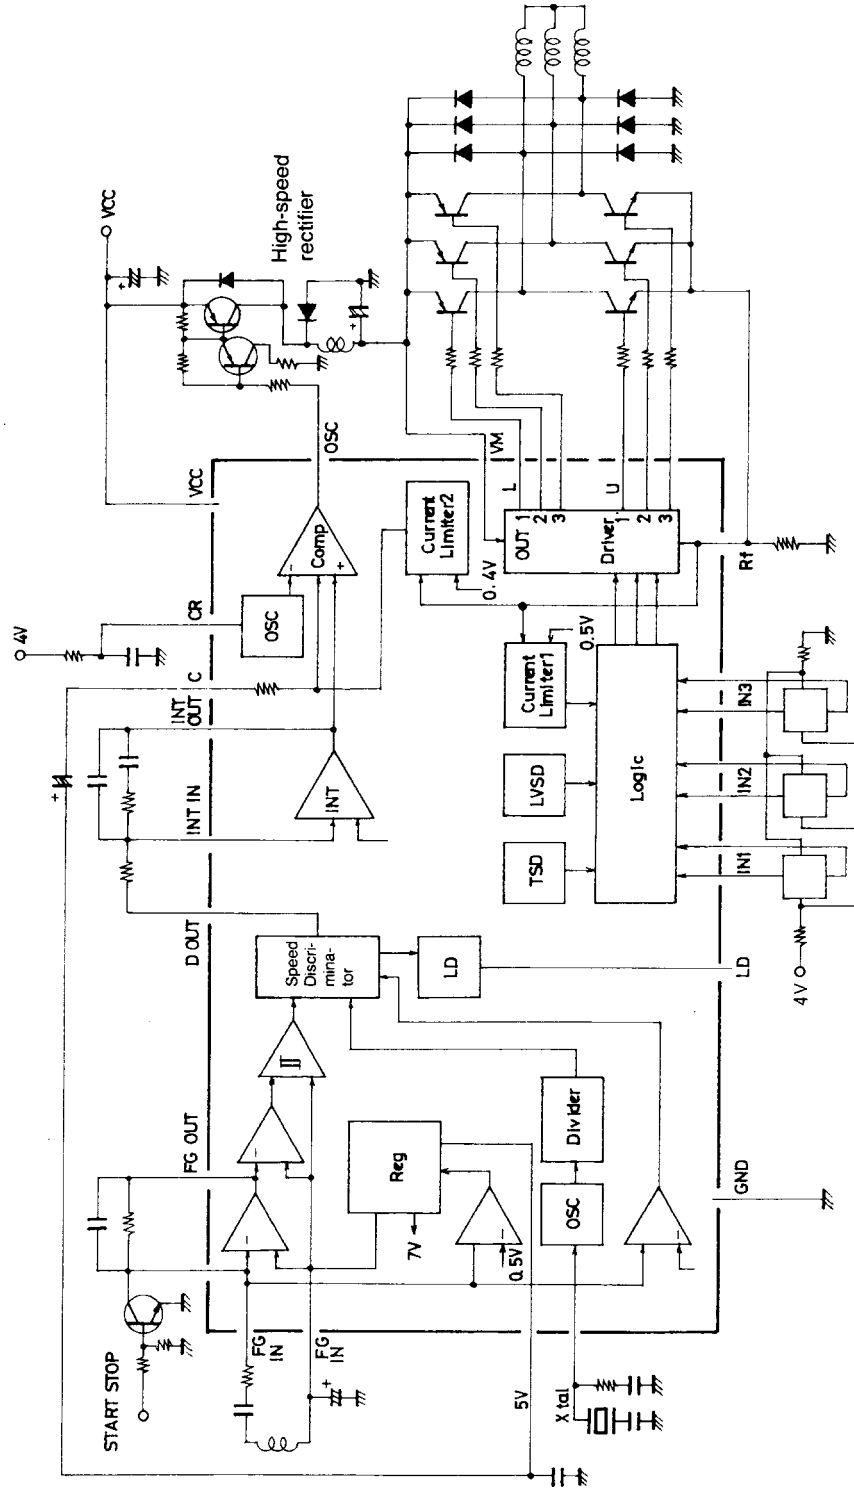 START STOP
FG IN
FG IN
FG OUT
D OUT
INT IN
INT OUT
C
CR
VCC
4V
VCC
High-speed
rectifier
+
+
+
+
OSC
VM
5V
X tal
GND
LD
IN1
IN2
IN3
Rf
4V
Reg
7V
0.5V
OSC
Divider
Speed
Discri-
mina-
tor
LD
INT
OSC
Comp
−
+
Current
Limiter2
0.4V
TSD
LVSD
Current
Limiter1
0.5V
Logic
OUT
Driver
L
1
2
3
U
1
2
3